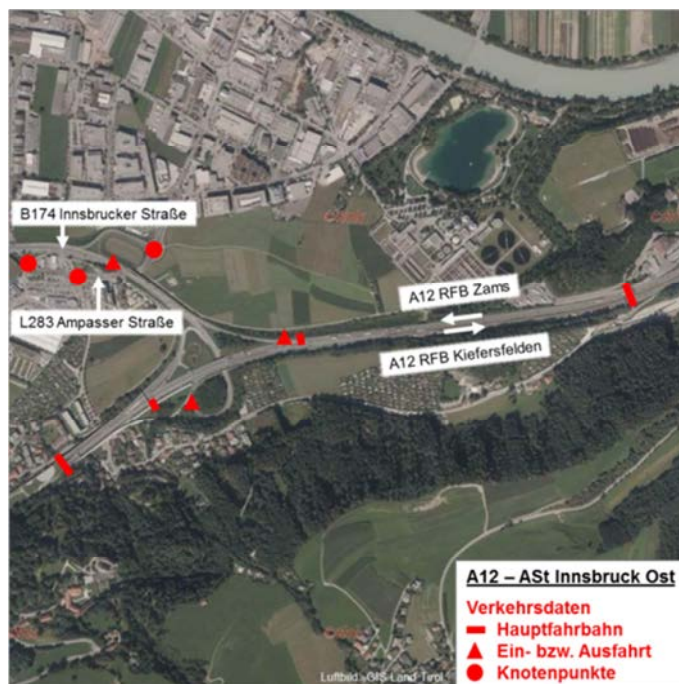 B174 Innsbrucker Straße
L283 Ampasser Straße
A12 RFB Zams
A12 RFB Kiefersfelden
A12 – ASt Innsbruck Ost
Verkehrsdaten
Hauptfahrbahn
Ein- bzw. Ausfahrt
Knotenpunkte
Luftbild: GIS Land Tirol